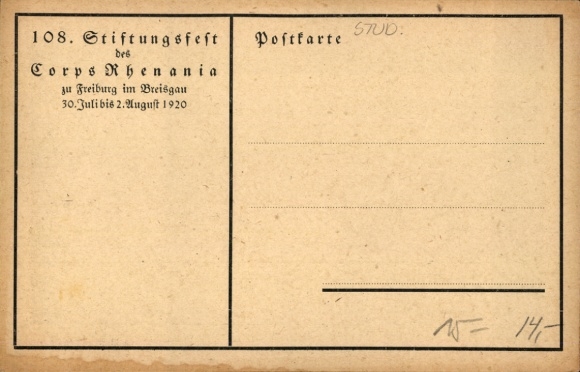 108. Stiftungsfest
des
Corps Rhenania
zu Freiburg im Breisgau
30. Juli bis 2. August 1920
Postkarte
STUD.
15- 14,-